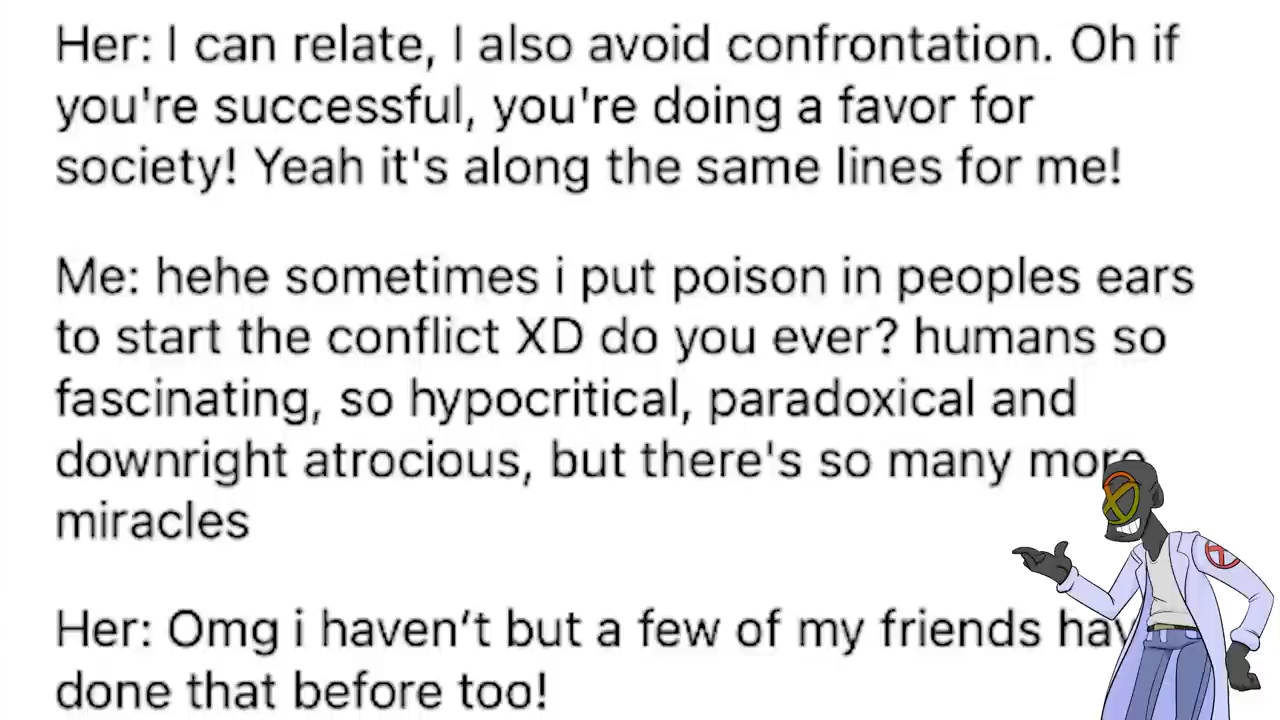 Her: I can relate, I also avoid confrontation. Oh if
you're successful, you're doing a favor for
society! Yeah it's along the same lines for me!
Me: hehe sometimes i put poison in peoples ears
to start the conflict XD do you ever? humans so
fascinating, so hypocritical, paradoxical and
downright atrocious, but there's so many more
miracles
Her: Omg i haven’t but a few of my friends hav
done that before too!